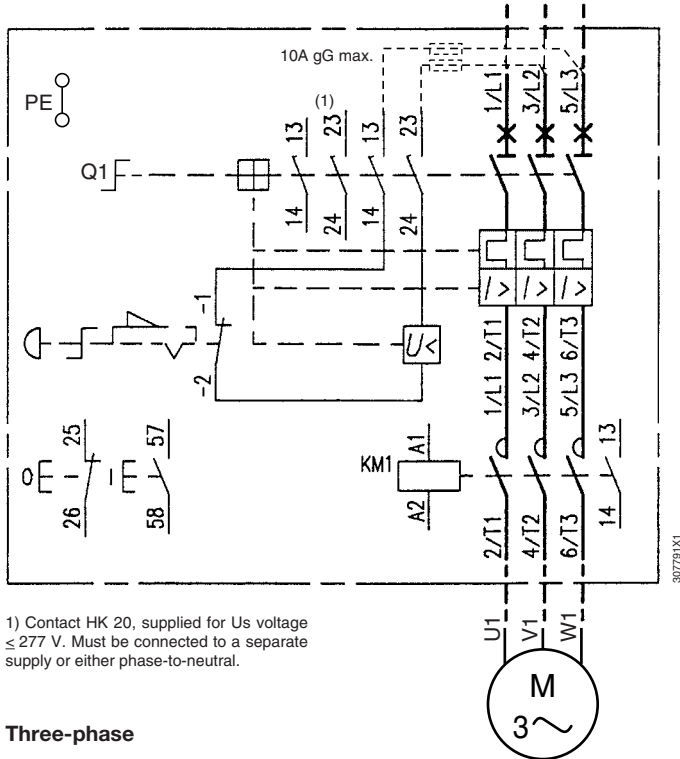 10A gG max.
PE
(1)
13
23
13
23
1/L1
3/L2
5/L3
Q1
14
24
14
24
I>
I>
I>
-1
-2
U<
2/T1
4/T2
6/T3
1/L1
3/L2
5/L3
25
26
57
58
0
I
KM1
A1
A2
13
14
2/T1
4/T2
6/T3
307791X1
U1
V1
W1
M
3~
1) Contact HK 20, supplied for Us voltage
≤ 277 V. Must be connected to a separate
supply or either phase-to-neutral.
Three-phase